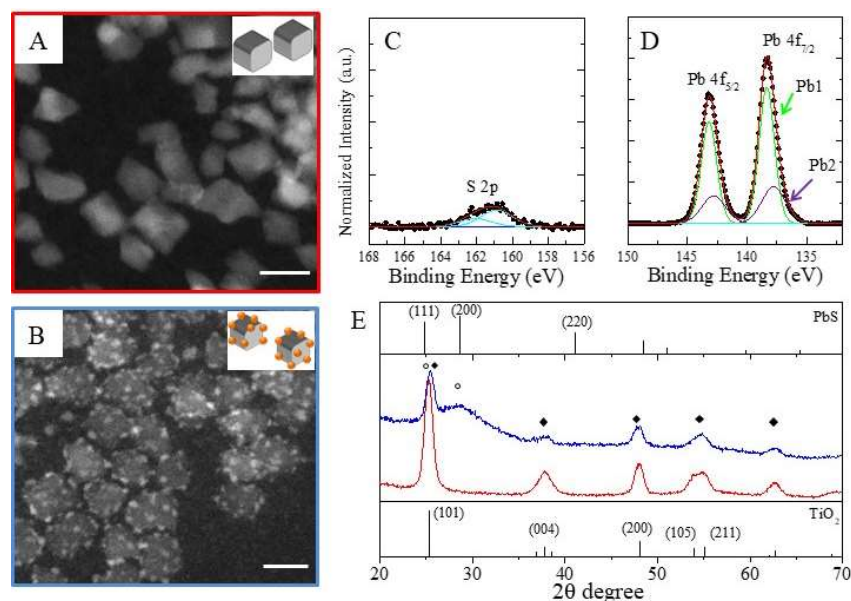 A
B
C
Normalized Intensity (a.u.)
S 2p
168 166 164 162 160 158 156
Binding Energy (eV)
D
Pb 4f5/2
Pb 4f7/2
Pb1
Pb2
150 145 140 135
Binding Energy (eV)
E
(111) (200) (220) PbS
(101) (004) (200) (105) (211) TiO2
20 30 40 50 60 70
2θ degree